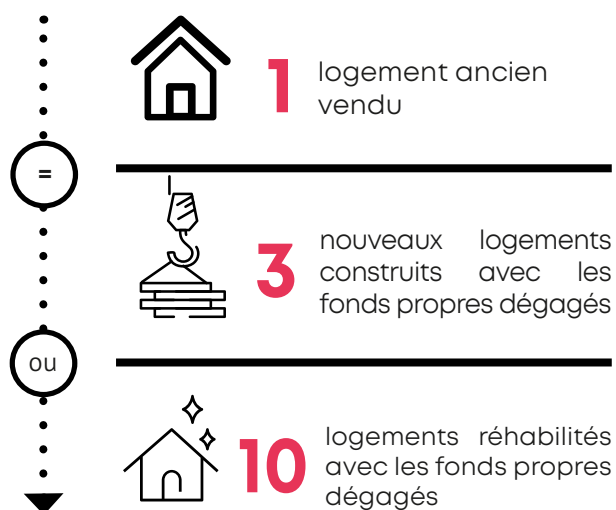 1 logement ancien
vendu
=
3 nouveaux logements
construits avec les
fonds propres dégagés
ou
10 logements réhabilités
avec les fonds propres
dégagés